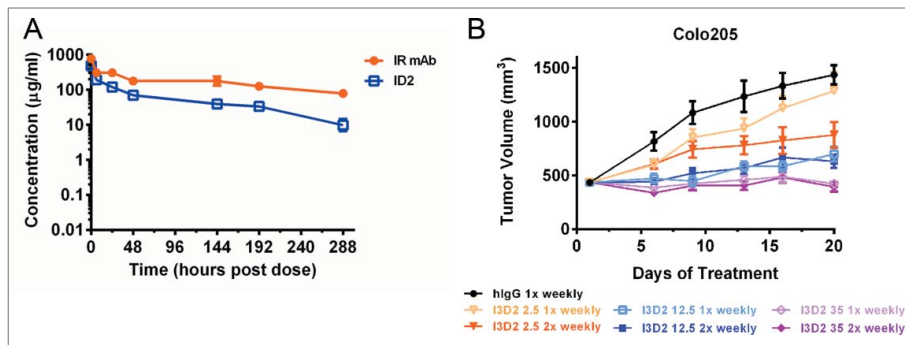 A
Concentration (µg/ml)
1000
100
10
1
0.1
0.01
0 48 96 144 192 240 288
Time (hours post dose)
IR mAb
ID2
B
Colo205
Tumor Volume (mm³)
1500
1000
500
0
0 5 10 15 20
Days of Treatment
hIgG 1x weekly
I3D2 2.5 1x weekly
I3D2 2.5 2x weekly
I3D2 12.5 1x weekly
I3D2 12.5 2x weekly
I3D2 35 1x weekly
I3D2 35 2x weekly